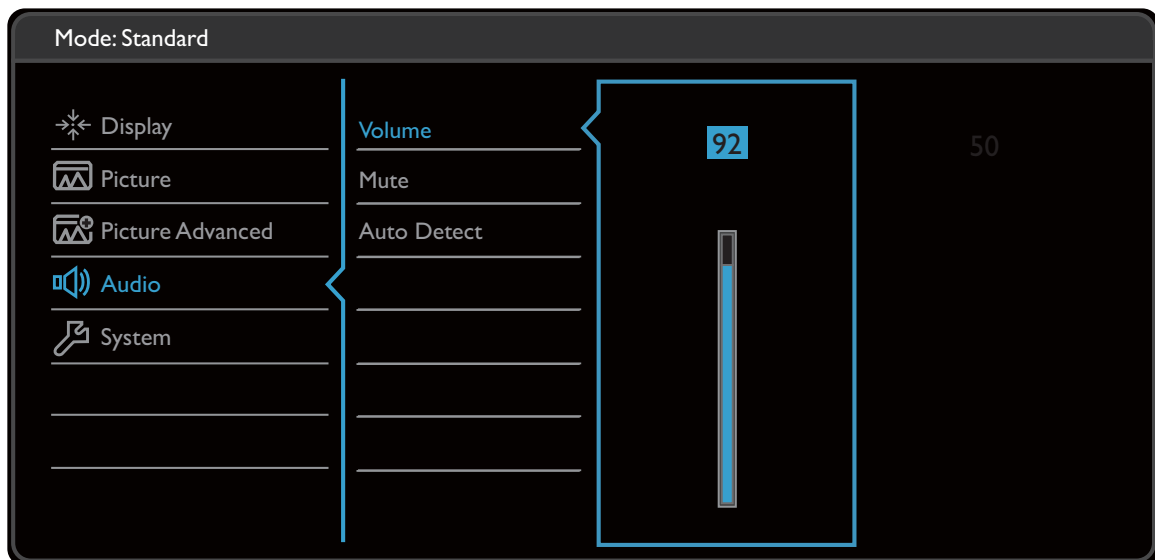 Mode: Standard
Display
Picture
Picture Advanced
Audio
System
Volume
Mute
Auto Detect
92
50